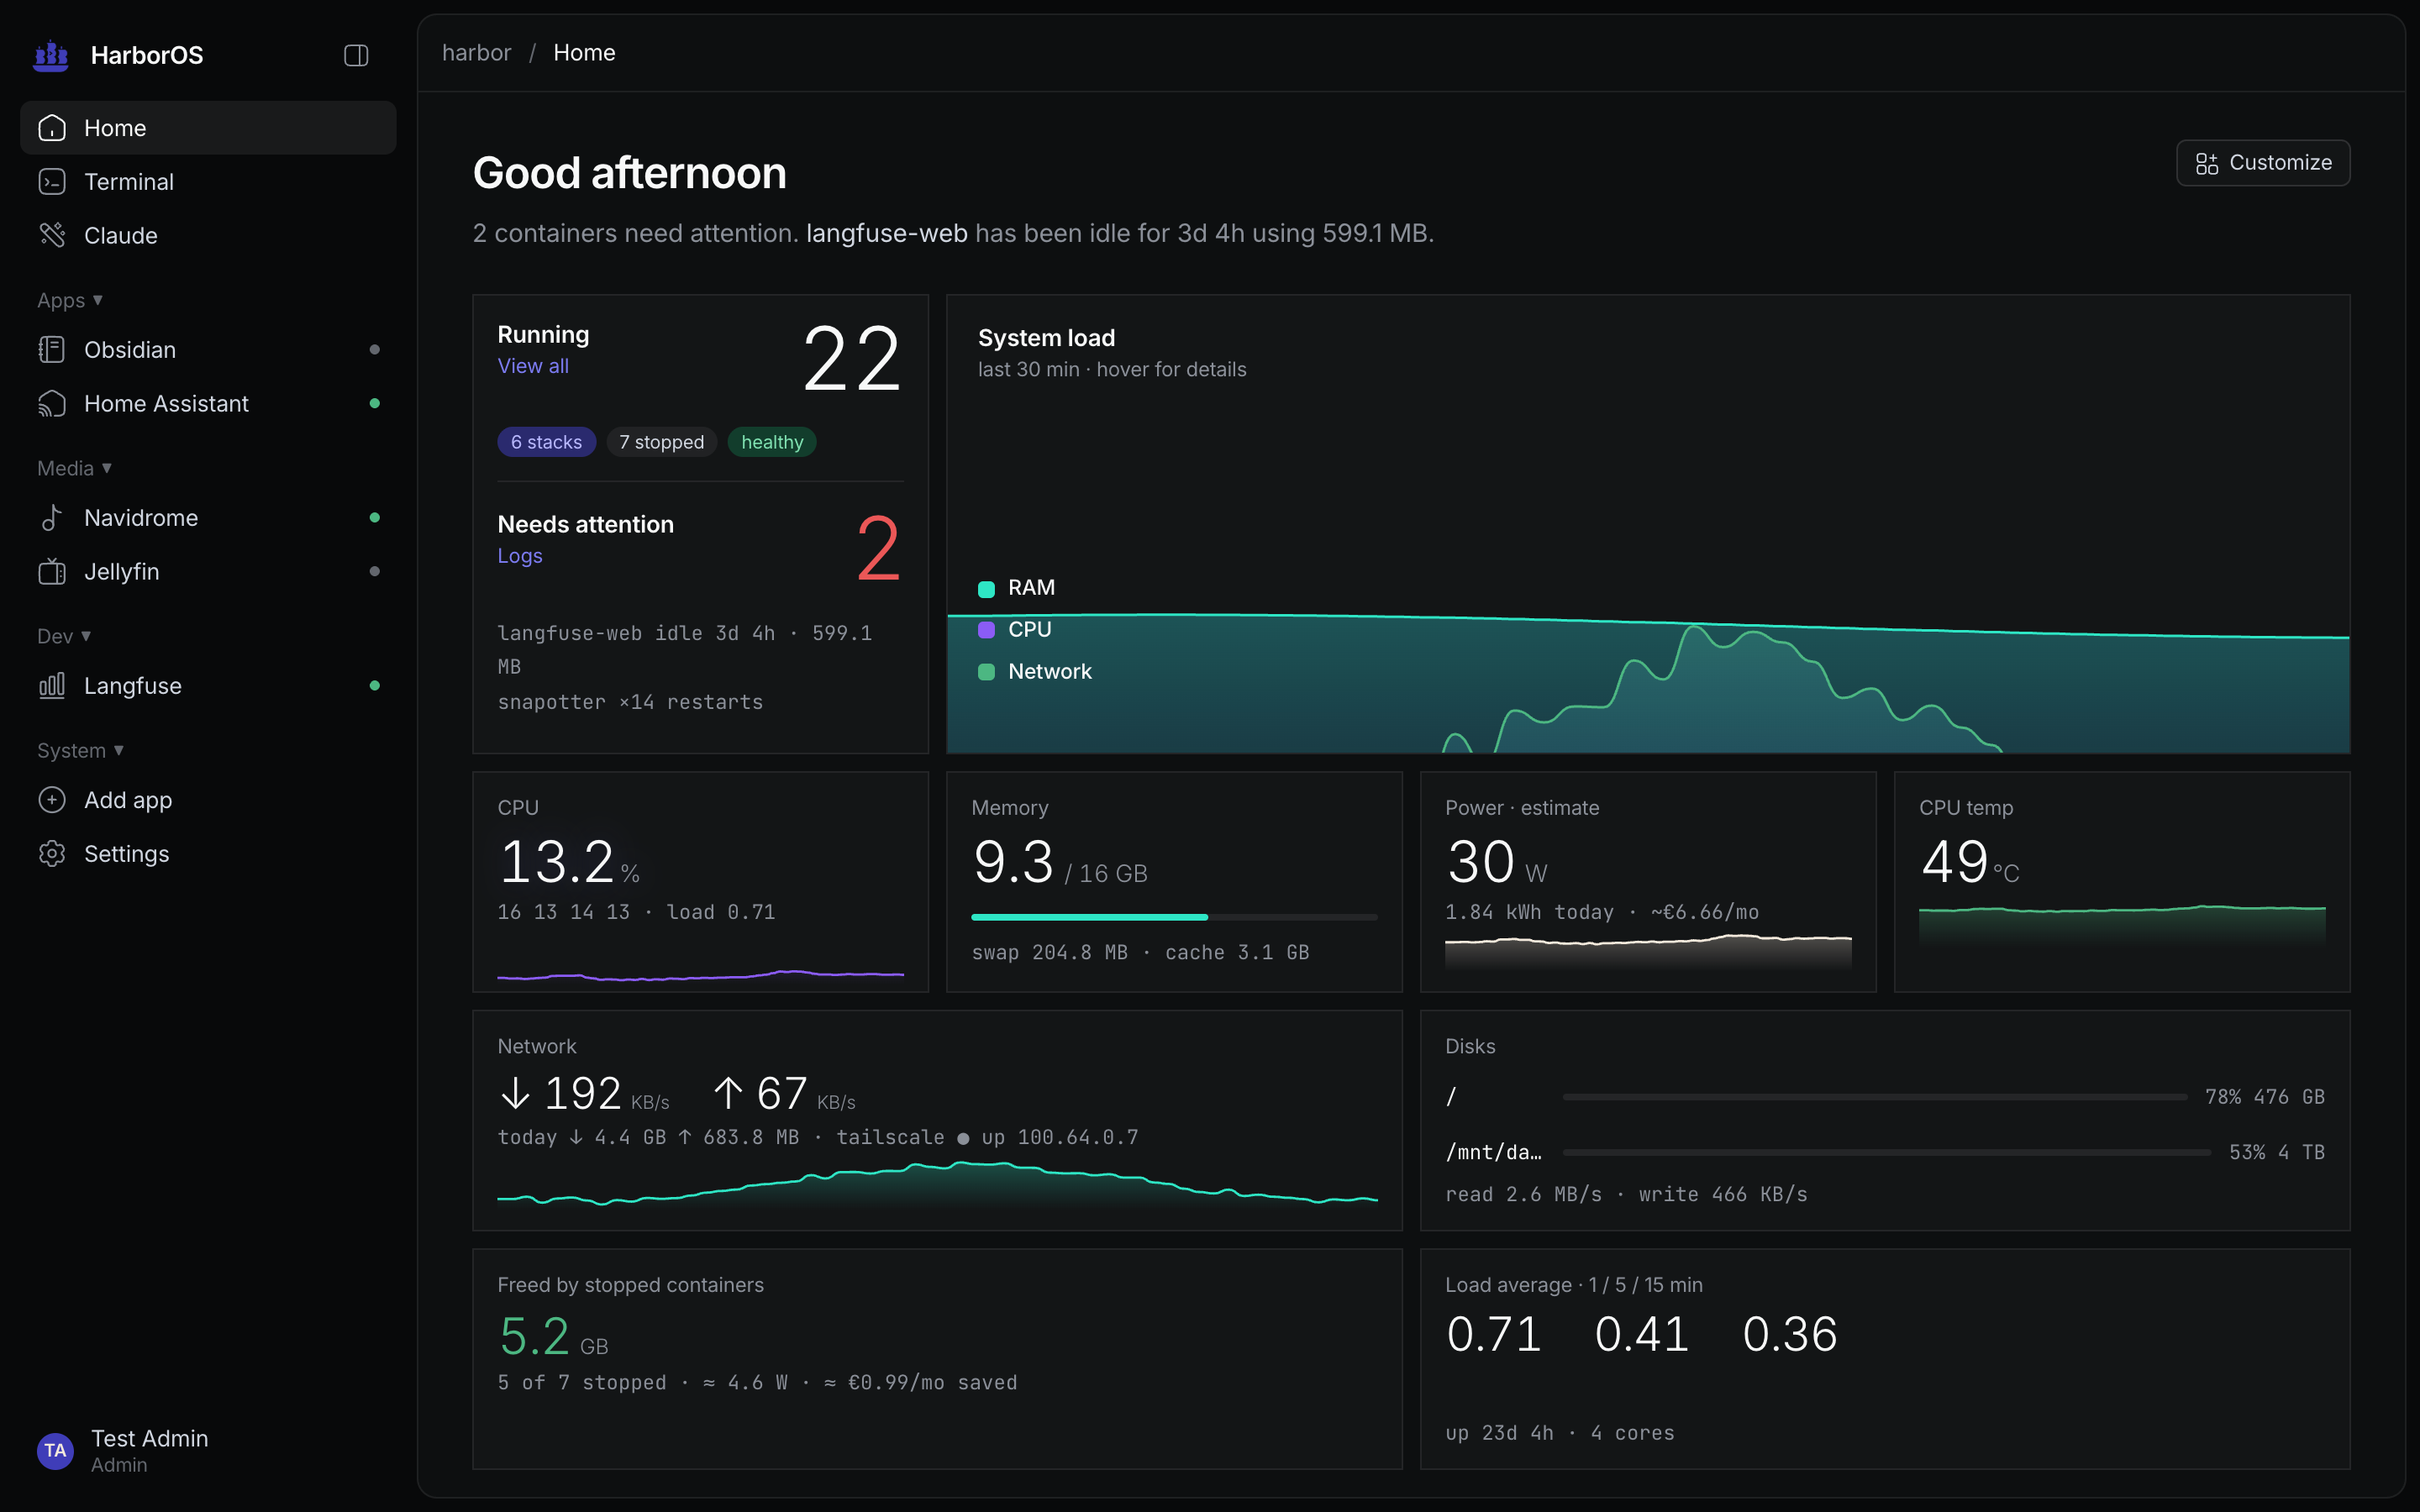 HarborOS
Home
Terminal
Claude
Apps ▾
Obsidian
Home Assistant
Media ▾
Navidrome
Jellyfin
Dev ▾
Langfuse
System ▾
Add app
Settings
TA
Test Admin
Admin
harbor / Home
Good afternoon
Customize
2 containers need attention. langfuse-web has been idle for 3d 4h using 599.1 MB.
Running
View all
22
6 stacks
7 stopped
healthy
Needs attention
Logs
2
langfuse-web idle 3d 4h · 599.1
MB
snapotter ×14 restarts
System load
last 30 min · hover for details
RAM
CPU
Network
CPU
13.2 %
16 13 14 13 · load 0.71
Memory
9.3 / 16 GB
swap 204.8 MB · cache 3.1 GB
Power · estimate
30 W
1.84 kWh today · ~€6.66/mo
CPU temp
49 °C
Network
↓ 192 KB/s ↑ 67 KB/s
today ↓ 4.4 GB ↑ 683.8 MB · tailscale ● up 100.64.0.7
Disks
/ 78% 476 GB
/mnt/da… 53% 4 TB
read 2.6 MB/s · write 466 KB/s
Freed by stopped containers
5.2 GB
5 of 7 stopped · ≈ 4.6 W · ≈ €0.99/mo saved
Load average · 1 / 5 / 15 min
0.71 0.41 0.36
up 23d 4h · 4 cores